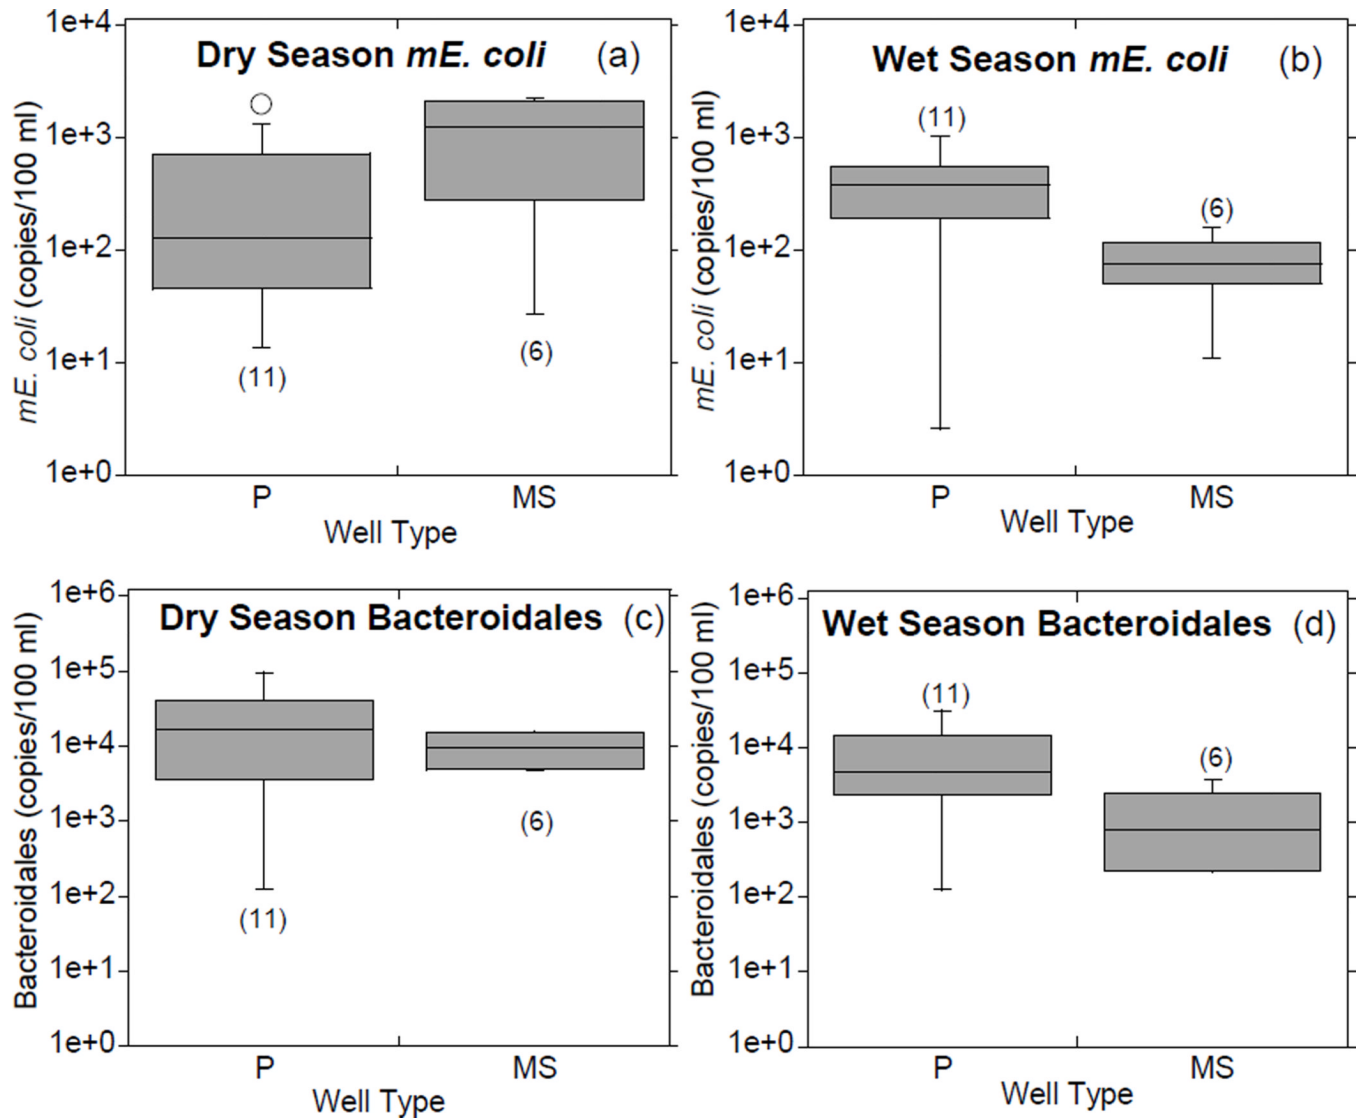 Dry Season mE. coli (a)
mE. coli (copies/100 ml)
1e+4
1e+3
1e+2
1e+1
1e+0
(11)
(6)
P MS
Well Type
Wet Season mE. coli (b)
mE. coli (copies/100 ml)
1e+4
1e+3
1e+2
1e+1
1e+0
(11)
(6)
P MS
Well Type
Dry Season Bacteroidales (c)
Bacteroidales (copies/100 ml)
1e+6
1e+5
1e+4
1e+3
1e+2
1e+1
1e+0
(11)
(6)
P MS
Well Type
Wet Season Bacteroidales (d)
Bacteroidales (copies/100 ml)
1e+6
1e+5
1e+4
1e+3
1e+2
1e+1
1e+0
(11)
(6)
P MS
Well Type